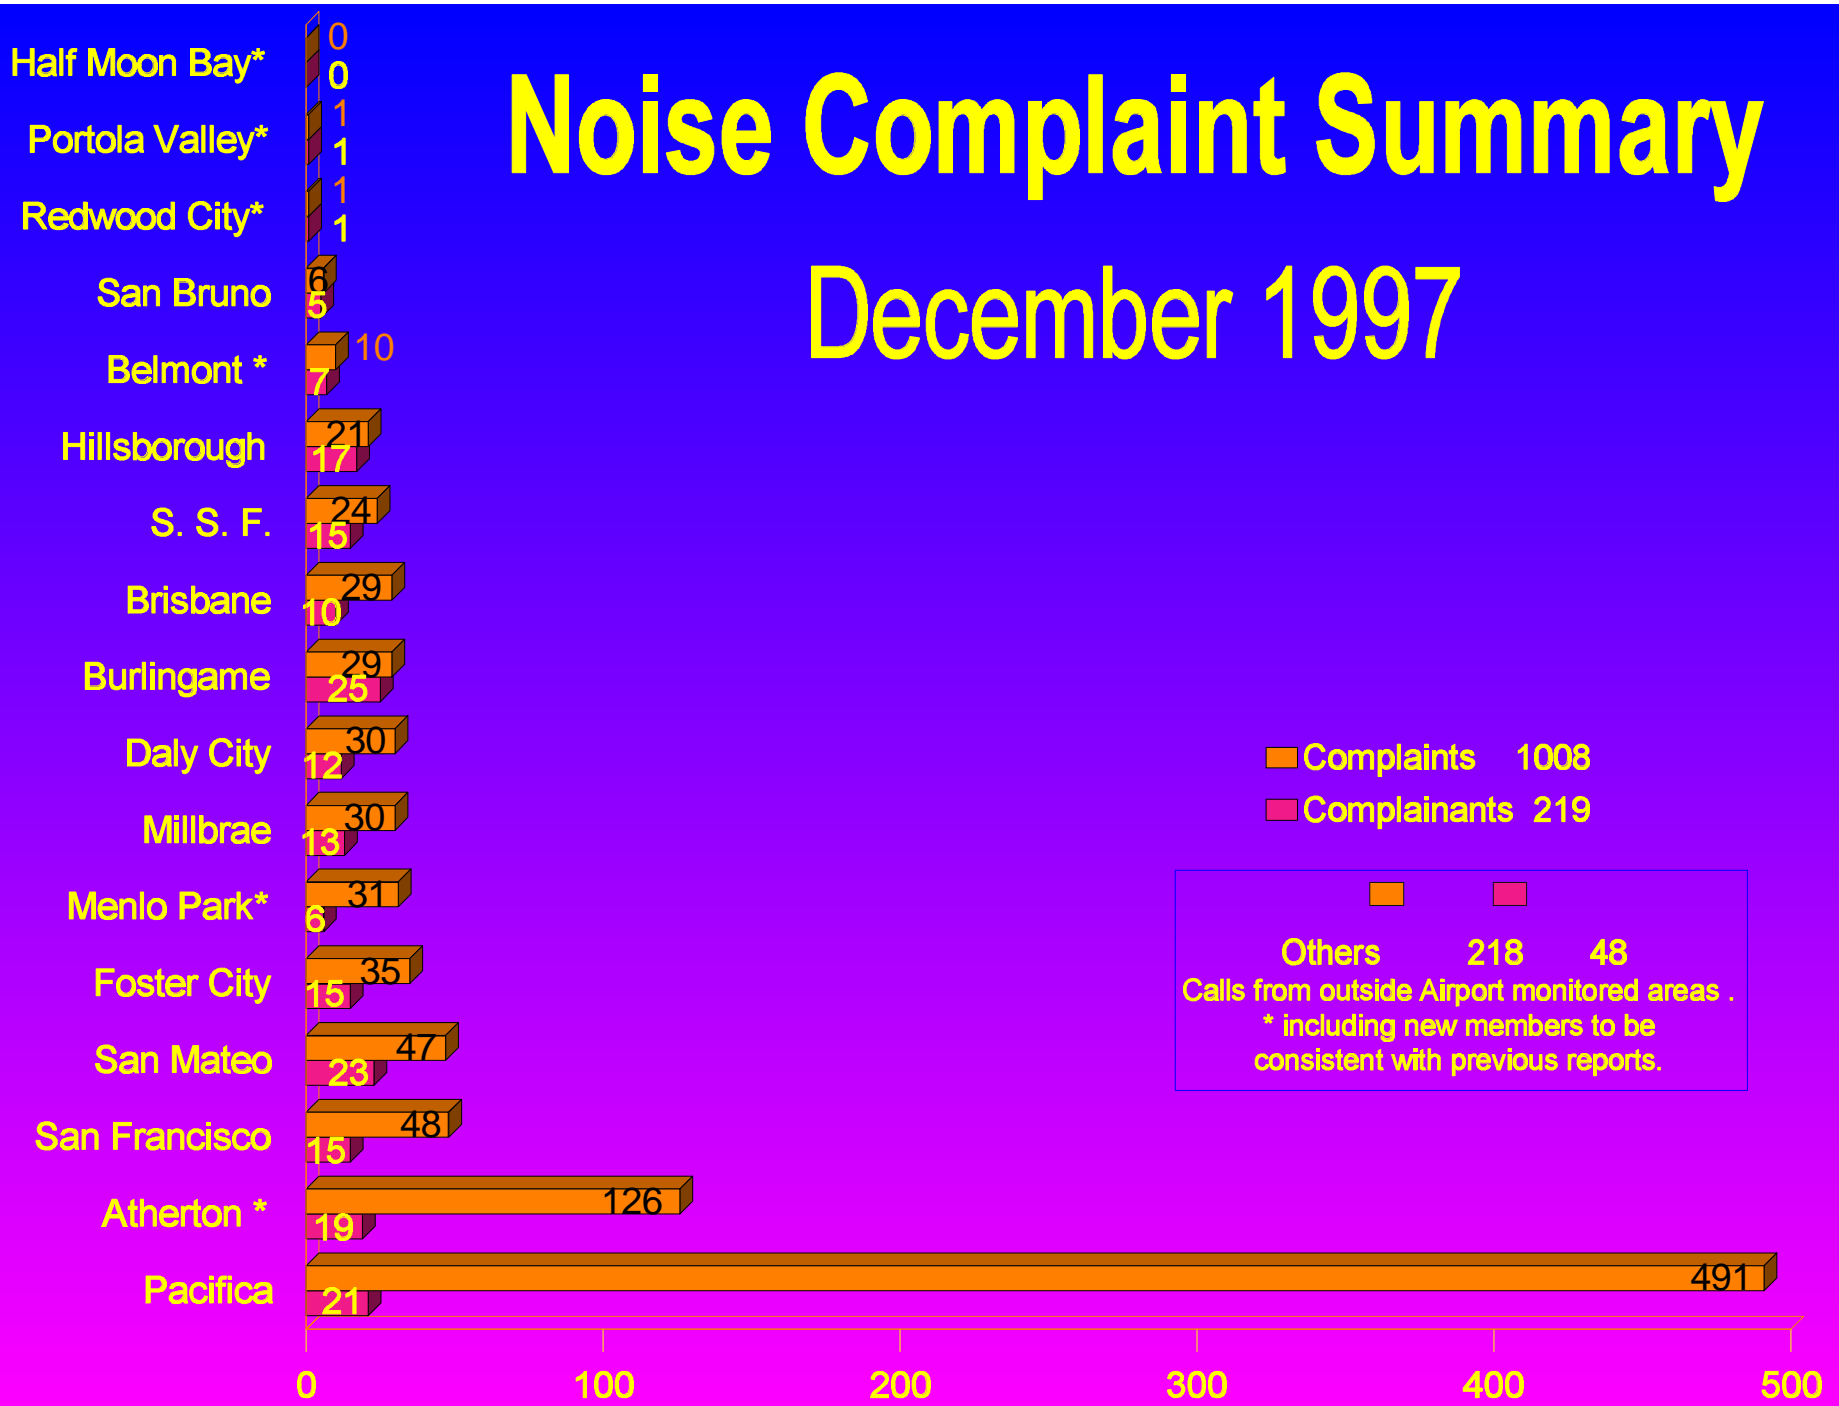 Noise Complaint Summary
December 1997
Half Moon Bay* 0 0
Portola Valley* 1 1
Redwood City* 1 1
San Bruno 6 5
Belmont * 10 7
Hillsborough 21 17
S. S. F. 24 15
Brisbane 29 10
Burlingame 29 25
Daly City 30 12
Millbrae 30 13
Menlo Park* 31 6
Foster City 35 15
San Mateo 47 23
San Francisco 48 15
Atherton * 126 19
Pacifica 491 21
0 100 200 300 400 500
Complaints 1008
Complainants 219
Others 218 48
Calls from outside Airport monitored areas .
* including new members to be
consistent with previous reports.